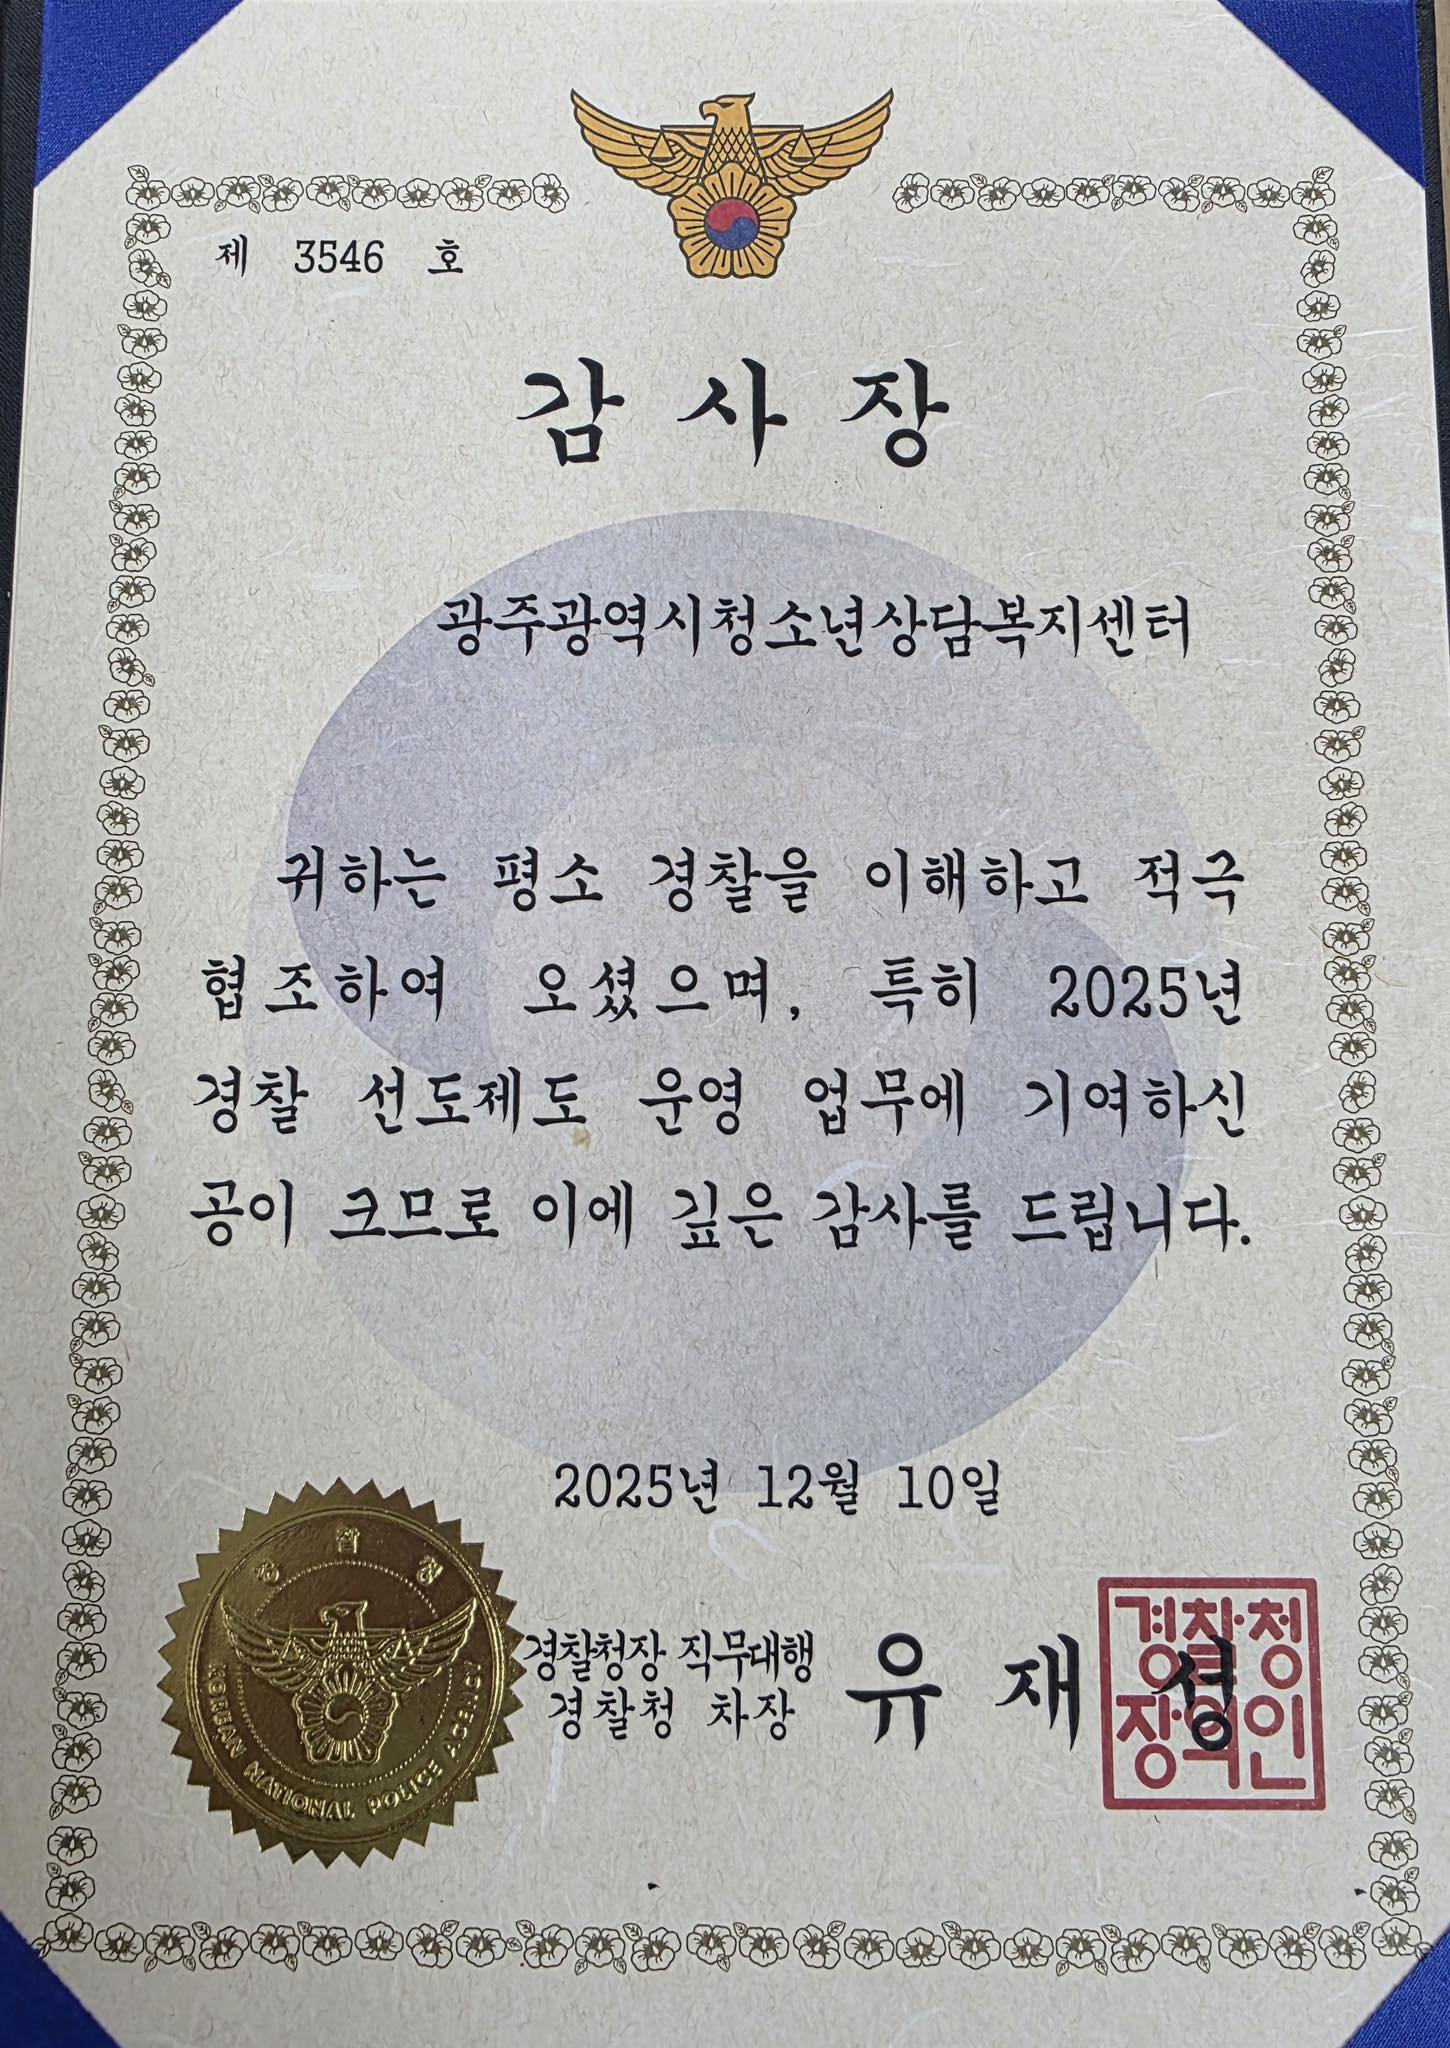 제 3546 호
감사장
광주광역시청소년상담복지센터
귀하는 평소 경찰을 이해하고 적극
협조하여 오셨으며, 특히 2025년
경찰 선도제도 운영 업무에 기여하신
공이 크므로 이에 깊은 감사를 드립니다.
2025년 12월 10일
경찰청
KOREAN NATIONAL POLICE AGENCY
경찰청장 직무대행
경찰청 차장
유재성
경찰청
장의인